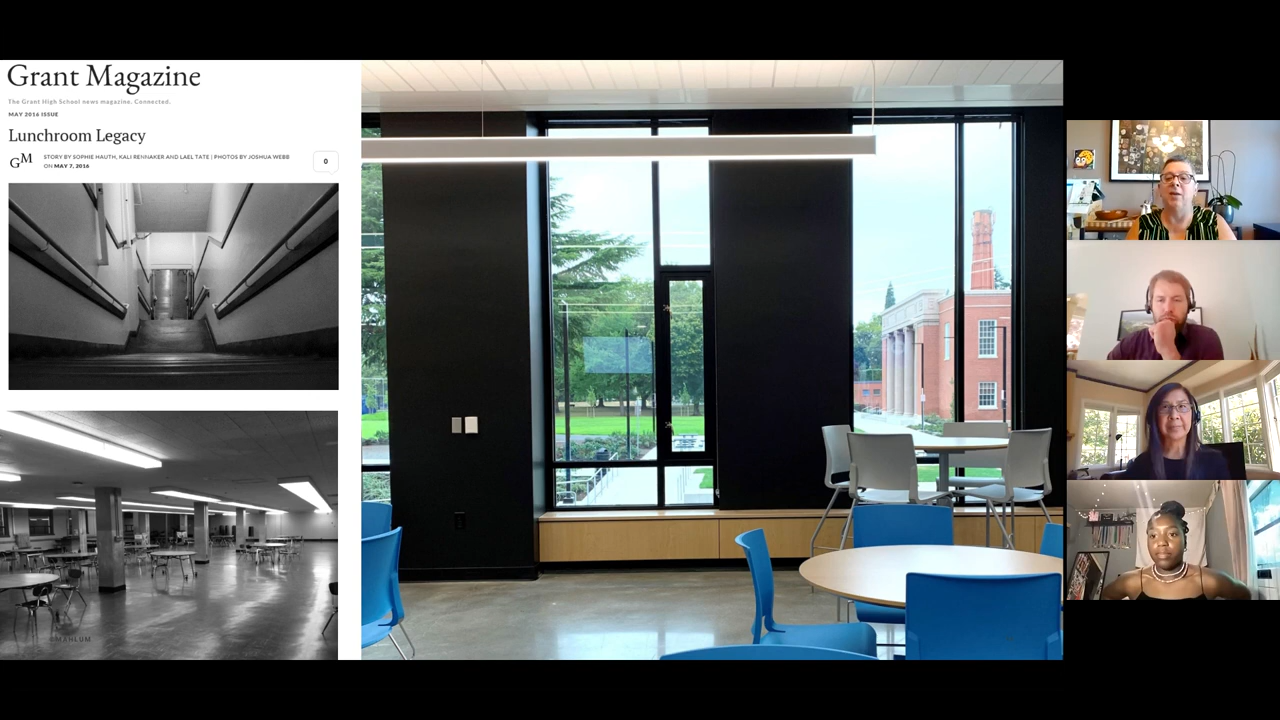 Grant Magazine
The Grant High School news magazine. Connected.
MAY 2016 ISSUE
Lunchroom Legacy
GM
STORY BY SOPHIE HAUTH, KALI RENNAKER AND LAEL TATE | PHOTOS BY JOSHUA WEBB
ON MAY 7, 2016
0
MAHLUM